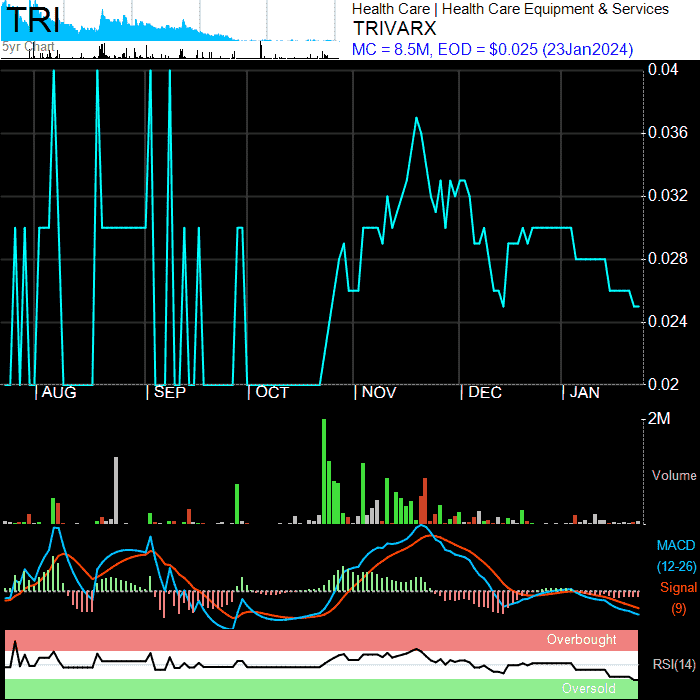 TRI
5yr Chart
Health Care | Health Care Equipment & Services
TRIVARX
MC = 8.5M, EOD = $0.025 (23Jan2024)
0.04
0.036
0.032
0.028
0.024
0.02
| AUG | SEP | OCT | NOV | DEC | JAN
2M
Volume
MACD
(12-26)
Signal
(9)
Overbought
RSI(14)
Oversold